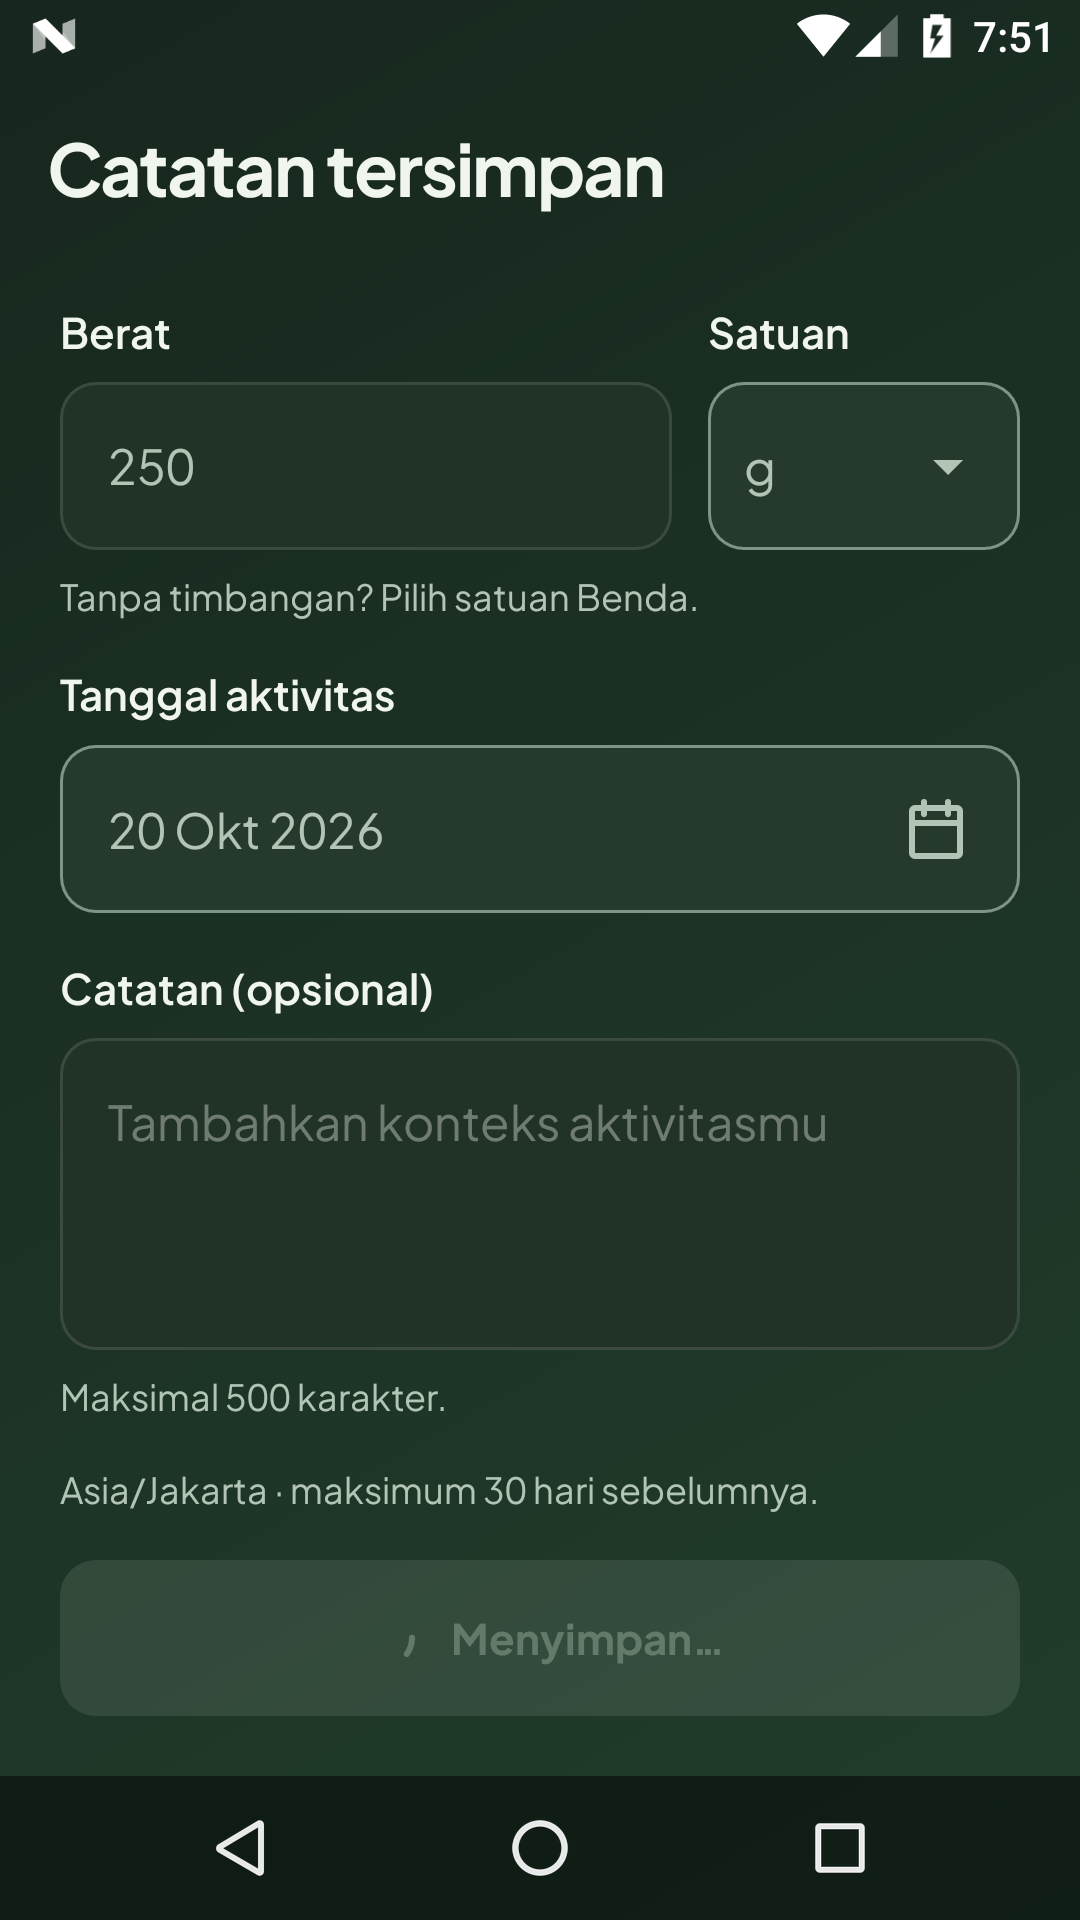 7:51
Catatan tersimpan
Berat
Satuan
250
g
Tanpa timbangan? Pilih satuan Benda.
Tanggal aktivitas
20 Okt 2026
Catatan (opsional)
Tambahkan konteks aktivitasmu
Maksimal 500 karakter.
Asia/Jakarta · maksimum 30 hari sebelumnya.
Menyimpan…